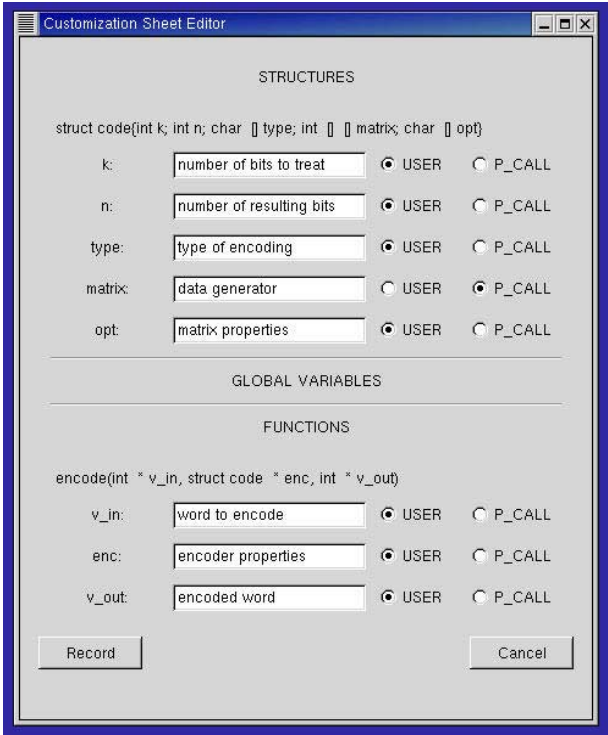 Customization Sheet Editor
STRUCTURES
struct code{int k; int n; char [] type; int [] [] matrix; char [] opt}
k: number of bits to treat USER P_CALL
n: number of resulting bits USER P_CALL
type: type of encoding USER P_CALL
matrix: data generator USER P_CALL
opt: matrix properties USER P_CALL
GLOBAL VARIABLES
FUNCTIONS
encode(int * v_in, struct code * enc, int * v_out)
v_in: word to encode USER P_CALL
enc: encoder properties USER P_CALL
v_out: encoded word USER P_CALL
Record Cancel